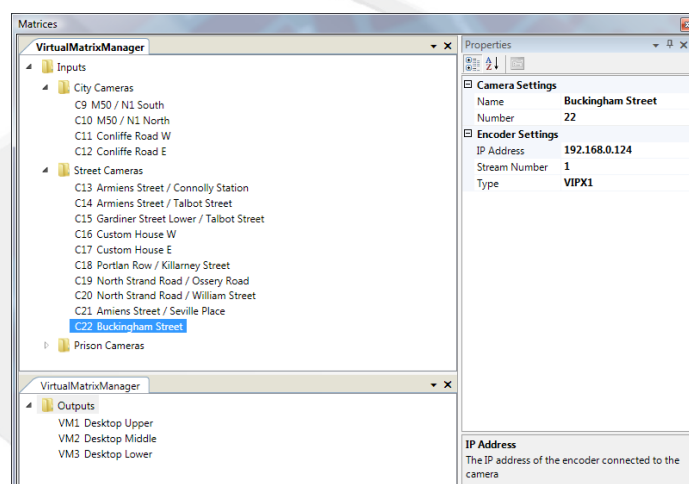 Matrices
VirtualMatrixManager
Inputs
City Cameras
C9 M50 / N1 South
C10 M50 / N1 North
C11 Conliffe Road W
C12 Conliffe Road E
Street Cameras
C13 Armiens Street / Connolly Station
C14 Armiens Street / Talbot Street
C15 Gardiner Street Lower / Talbot Street
C16 Custom House W
C17 Custom House E
C18 Portlan Row / Killarney Street
C19 North Strand Road / Ossery Road
C20 North Strand Road / William Street
C21 Amiens Street / Seville Place
C22 Buckingham Street
Prison Cameras
VirtualMatrixManager
Outputs
VM1 Desktop Upper
VM2 Desktop Middle
VM3 Desktop Lower
Properties
Camera Settings
Name Buckingham Street
Number 22
Encoder Settings
IP Address 192.168.0.124
Stream Number 1
Type VIPX1
IP Address
The IP address of the encoder connected to the
camera